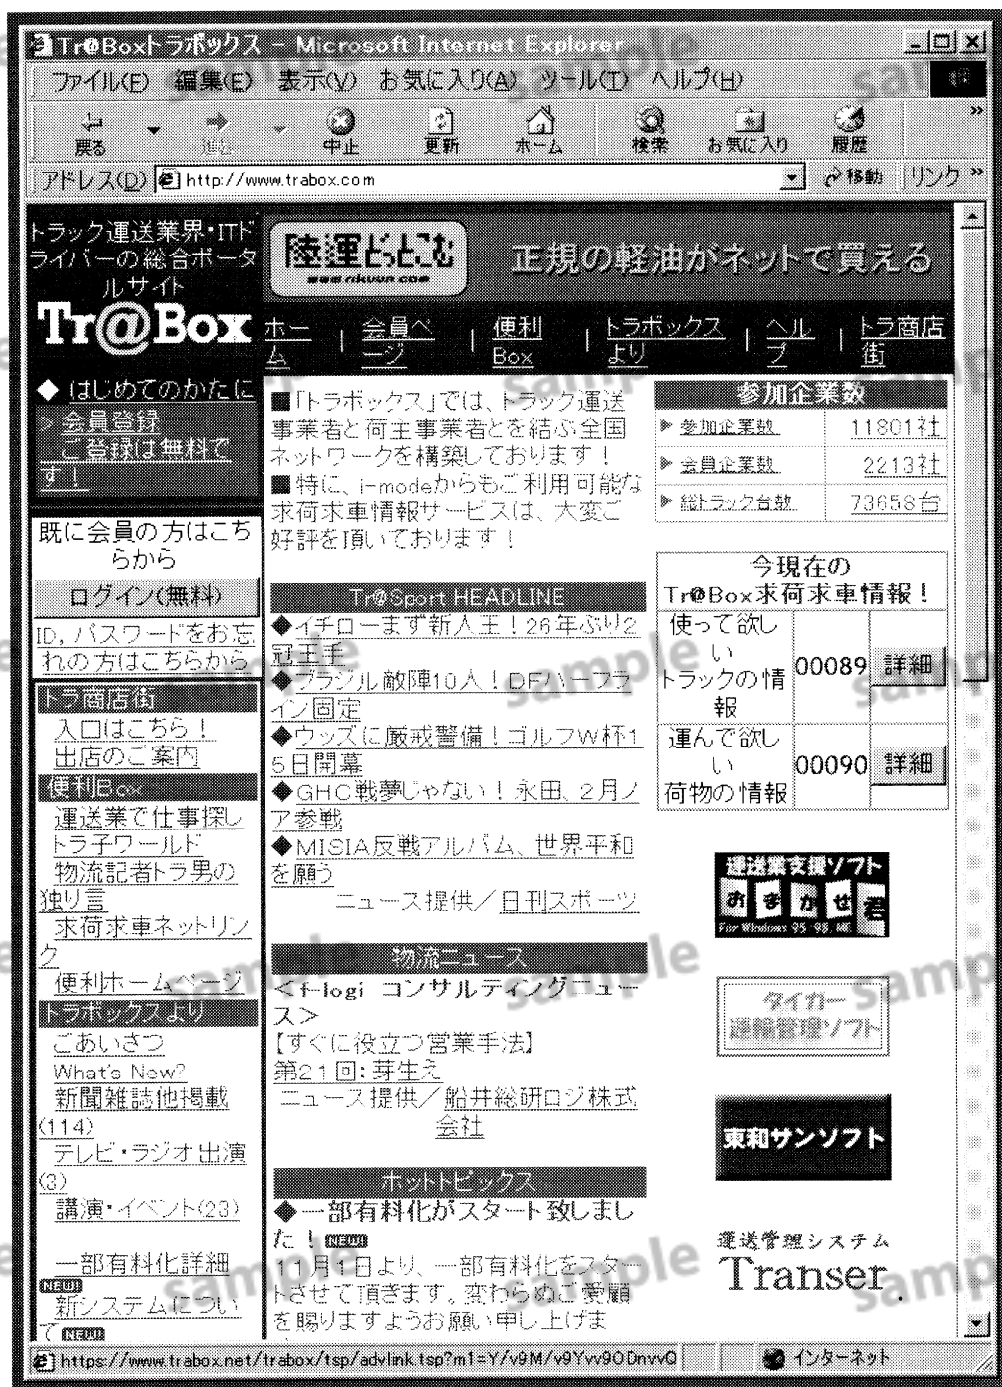 Tr@Boxトラボックス - Microsoft Internet Explorer
ファイル(F) 編集(E) 表示(V) お気に入り(A) ツール(T) ヘルプ(H)
戻る 進む 中止 更新 ホーム 検索 お気に入り 履歴
アドレス(D) http://www.trabox.com 移動 リンク
トラック運送業界・ITド
ライバーの総合ポータ
ルサイト
Tr@Box
◆ はじめてのかたに
会員登録
ご登録は無料で
す!
既に会員の方はこち
らから
ログイン(無料)
ID,パスワードをお忘
れの方はこちらから
トラ商店街
入口はこちら!
出店のご案内
便利Box
運送業で仕事探し
トラ子ワールド
物流記者トラ男の
独り言
求荷求車ネットリン
ク
便利ホームページ
トラボックスより
ごあいさつ
What's New?
新聞雑誌他掲載
(114)
テレビ・ラジオ出演
(3)
講演・イベント(23)
一部有料化詳細
NEW!
新システムについ
て NEW!
陸運どっとこむ
www.rikuun.com
正規の軽油がネットで買える
ホー
ム
| 会員ペ
ージ
| 便利
Box
| トラボックス
より
| ヘル
プ
| トラ商店
街
■「トラボックス」では、トラック運送
事業者と荷主事業者とを結ぶ全国
ネットワークを構築しております!
■特に、i-modeからもご利用可能な
求荷求車情報サービスは、大変ご
好評を頂いております!
Tr@Sport HEADLINE
◆イチローまず新人王!26年ぶり2
冠王手
◆ブラジル敵陣10人!DFハーフラ
イン固定
◆ウッズに厳戒警備!ゴルフW杯1
5日開幕
◆GHC戦夢じゃない!永田、2月ノ
ア参戦
◆MISIA反戦アルバム、世界平和
を願う
ニュース提供/日刊スポーツ
物流ニュース
<f-logi コンサルティングニュー
ス>
【すぐに役立つ営業手法】
第21回:芽生え
ニュース提供/船井総研ロジ株式
会社
ホットトピックス
◆一部有料化がスタート致しまし
た! NEW!
11月1日より、一部有料化をスター
トさせて頂きます。変わらぬご愛顧
を賜りますようお願い申し上げま
参加企業数
参加企業数 11801社
会員企業数 2213社
総トラック台数 73658台
今現在の
Tr@Box求荷求車情報!
使って欲し
い
トラックの情
報
00089 詳細
運んで欲し
い
荷物の情報
00090 詳細
運送業支援ソフト
おまかせ君
For Windows 95, 98, ME
タイガー
運輸管理ソフト
東和サンソフト
運送管理システム
Transer.
https://www.trabox.net/trabox/tsp/advlink.tsp?m1=Y/v9M/v9Yvv9ODnvvQ インターネット
sample